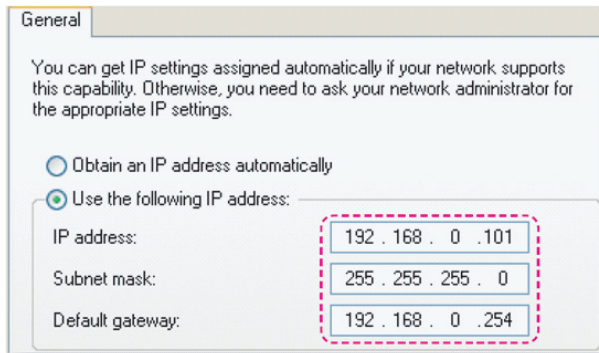 General
You can get IP settings assigned automatically if your network supports
this capability. Otherwise, you need to ask your network administrator for
the appropriate IP settings.
Obtain an IP address automatically
Use the following IP address:
IP address: 192 . 168 . 0 .101
Subnet mask: 255 . 255 . 255 . 0
Default gateway: 192 . 168 . 0 .254